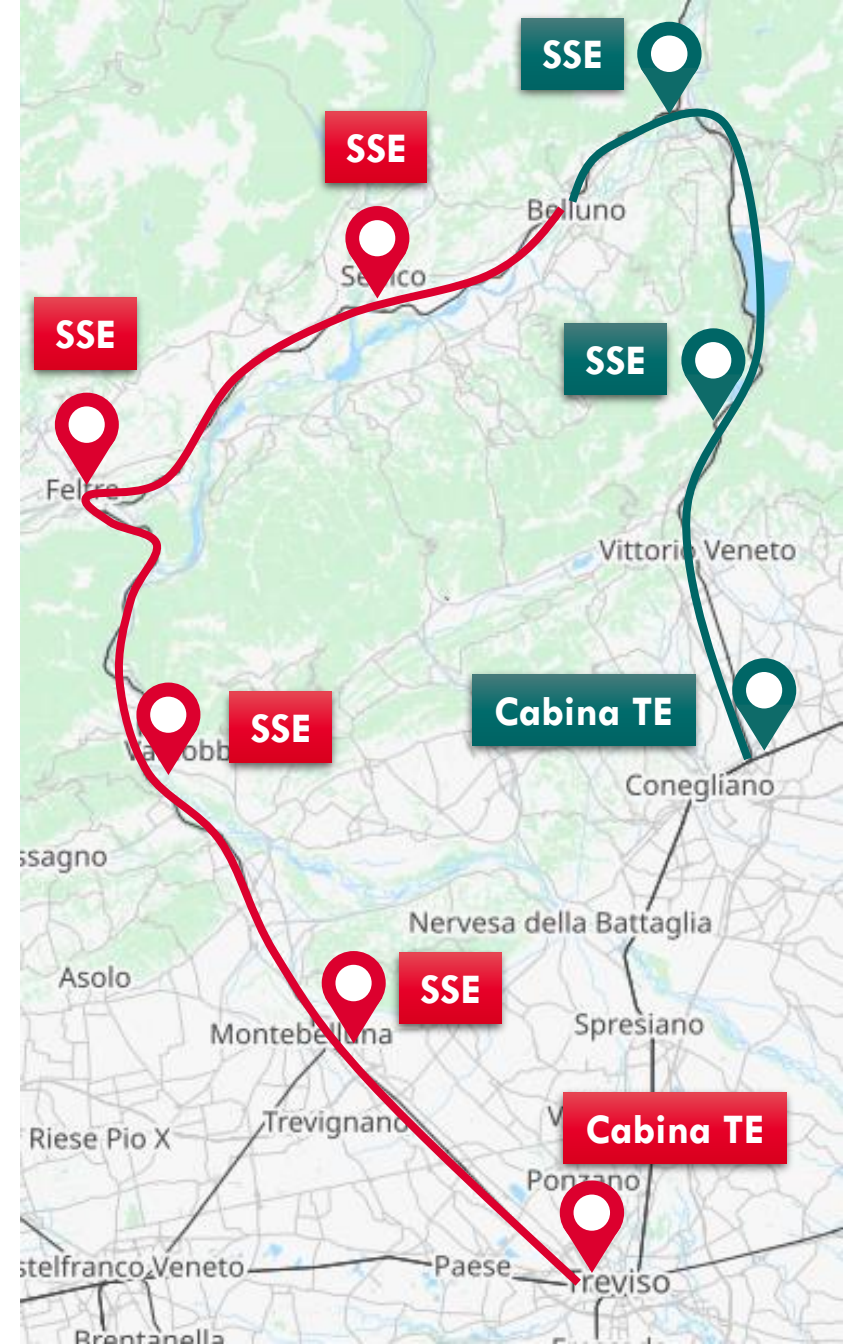 SSE
SSE
Belluno
SSE
SSE
Feltre
Vittorio Veneto
Cabina TE
SSE
Conegliano
ssagno
Nervesa della Battaglia
Asolo
SSE
Spresiano
Montebelluna
Cabina TE
Trevignano
Riese Pio X
Ponzano
stelfranco Veneto
Paese
Treviso
Brentanella